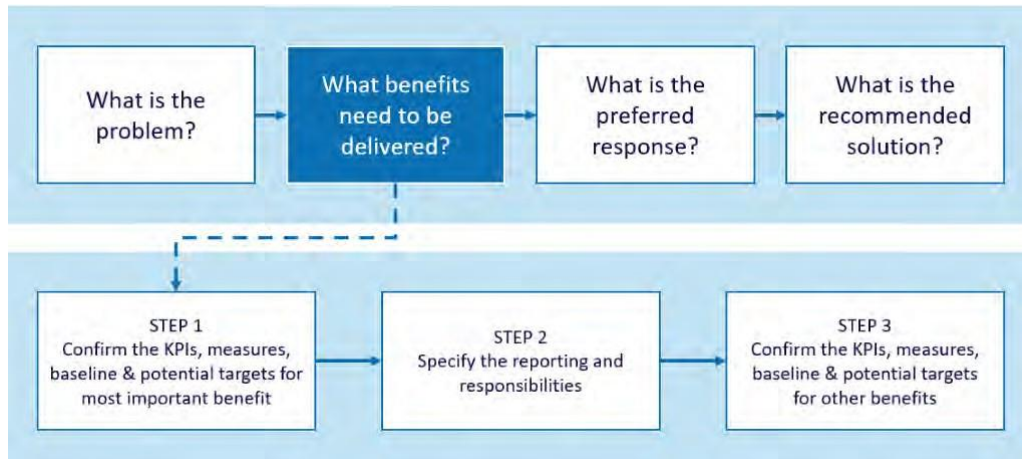 What is the
problem?
What benefits
need to be
delivered?
What is the
preferred
response?
What is the
recommended
solution?
STEP 1
Confirm the KPIs, measures,
baseline & potential targets for
most important benefit
STEP 2
Specify the reporting and
responsibilities
STEP 3
Confirm the KPIs, measures,
baseline & potential targets
for other benefits